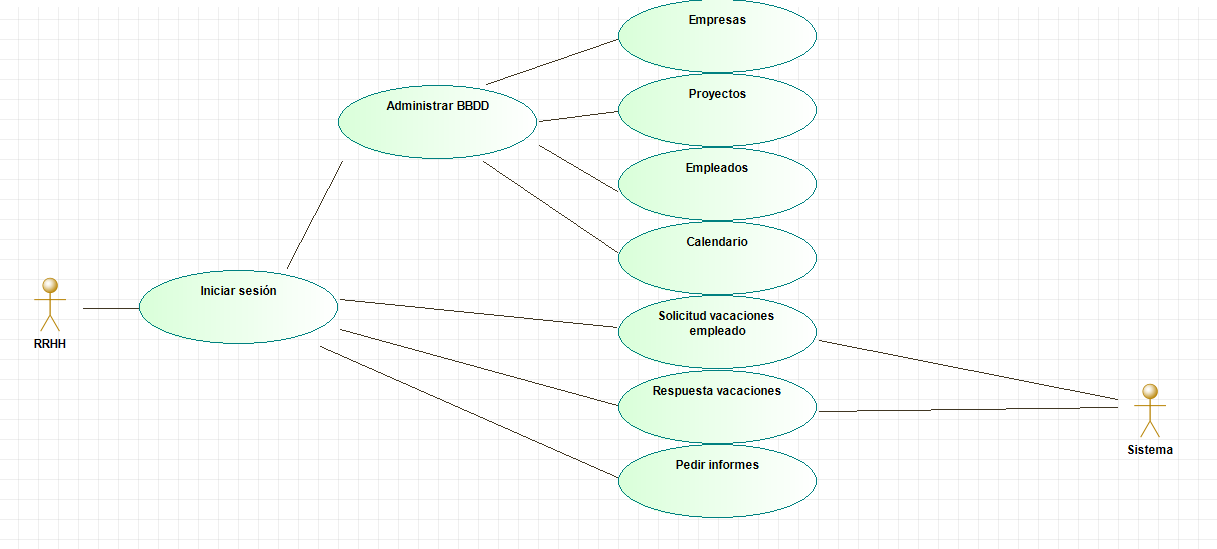 Empresas
Proyectos
Administrar BBDD
Empleados
Calendario
Iniciar sesión
RRHH
Solicitud vacaciones
empleado
Respuesta vacaciones
Pedir informes
Sistema